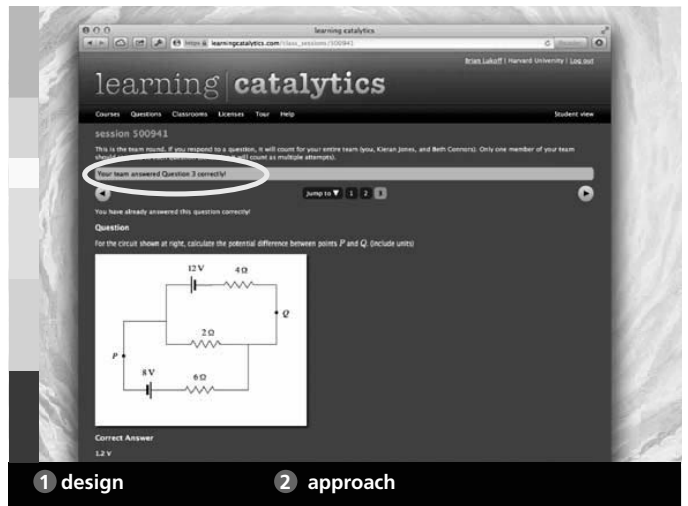 learning catalytics
https learningcatalytics.com/class_sessions/500941
Reader
Brian Lukoff | Harvard University | Log out
learning catalytics
Courses Questions Classrooms Licenses Tour Help Student view
session 500941
This is the team round. If you respond to a question, it will count for your entire team (you, Kieran Jones, and Beth Connors). Only one member of your team
should each question will count as multiple attempts).
Your team answered Question 3 correctly!
Jump to 1 2 3
You have already answered this question correctly!
Question
For the circuit shown at right, calculate the potential difference between points P and Q. (include units)
12 V 4 Ω
Q
2 Ω
P
8 V 6 Ω
Correct Answer
1.2 V
1 design 2 approach